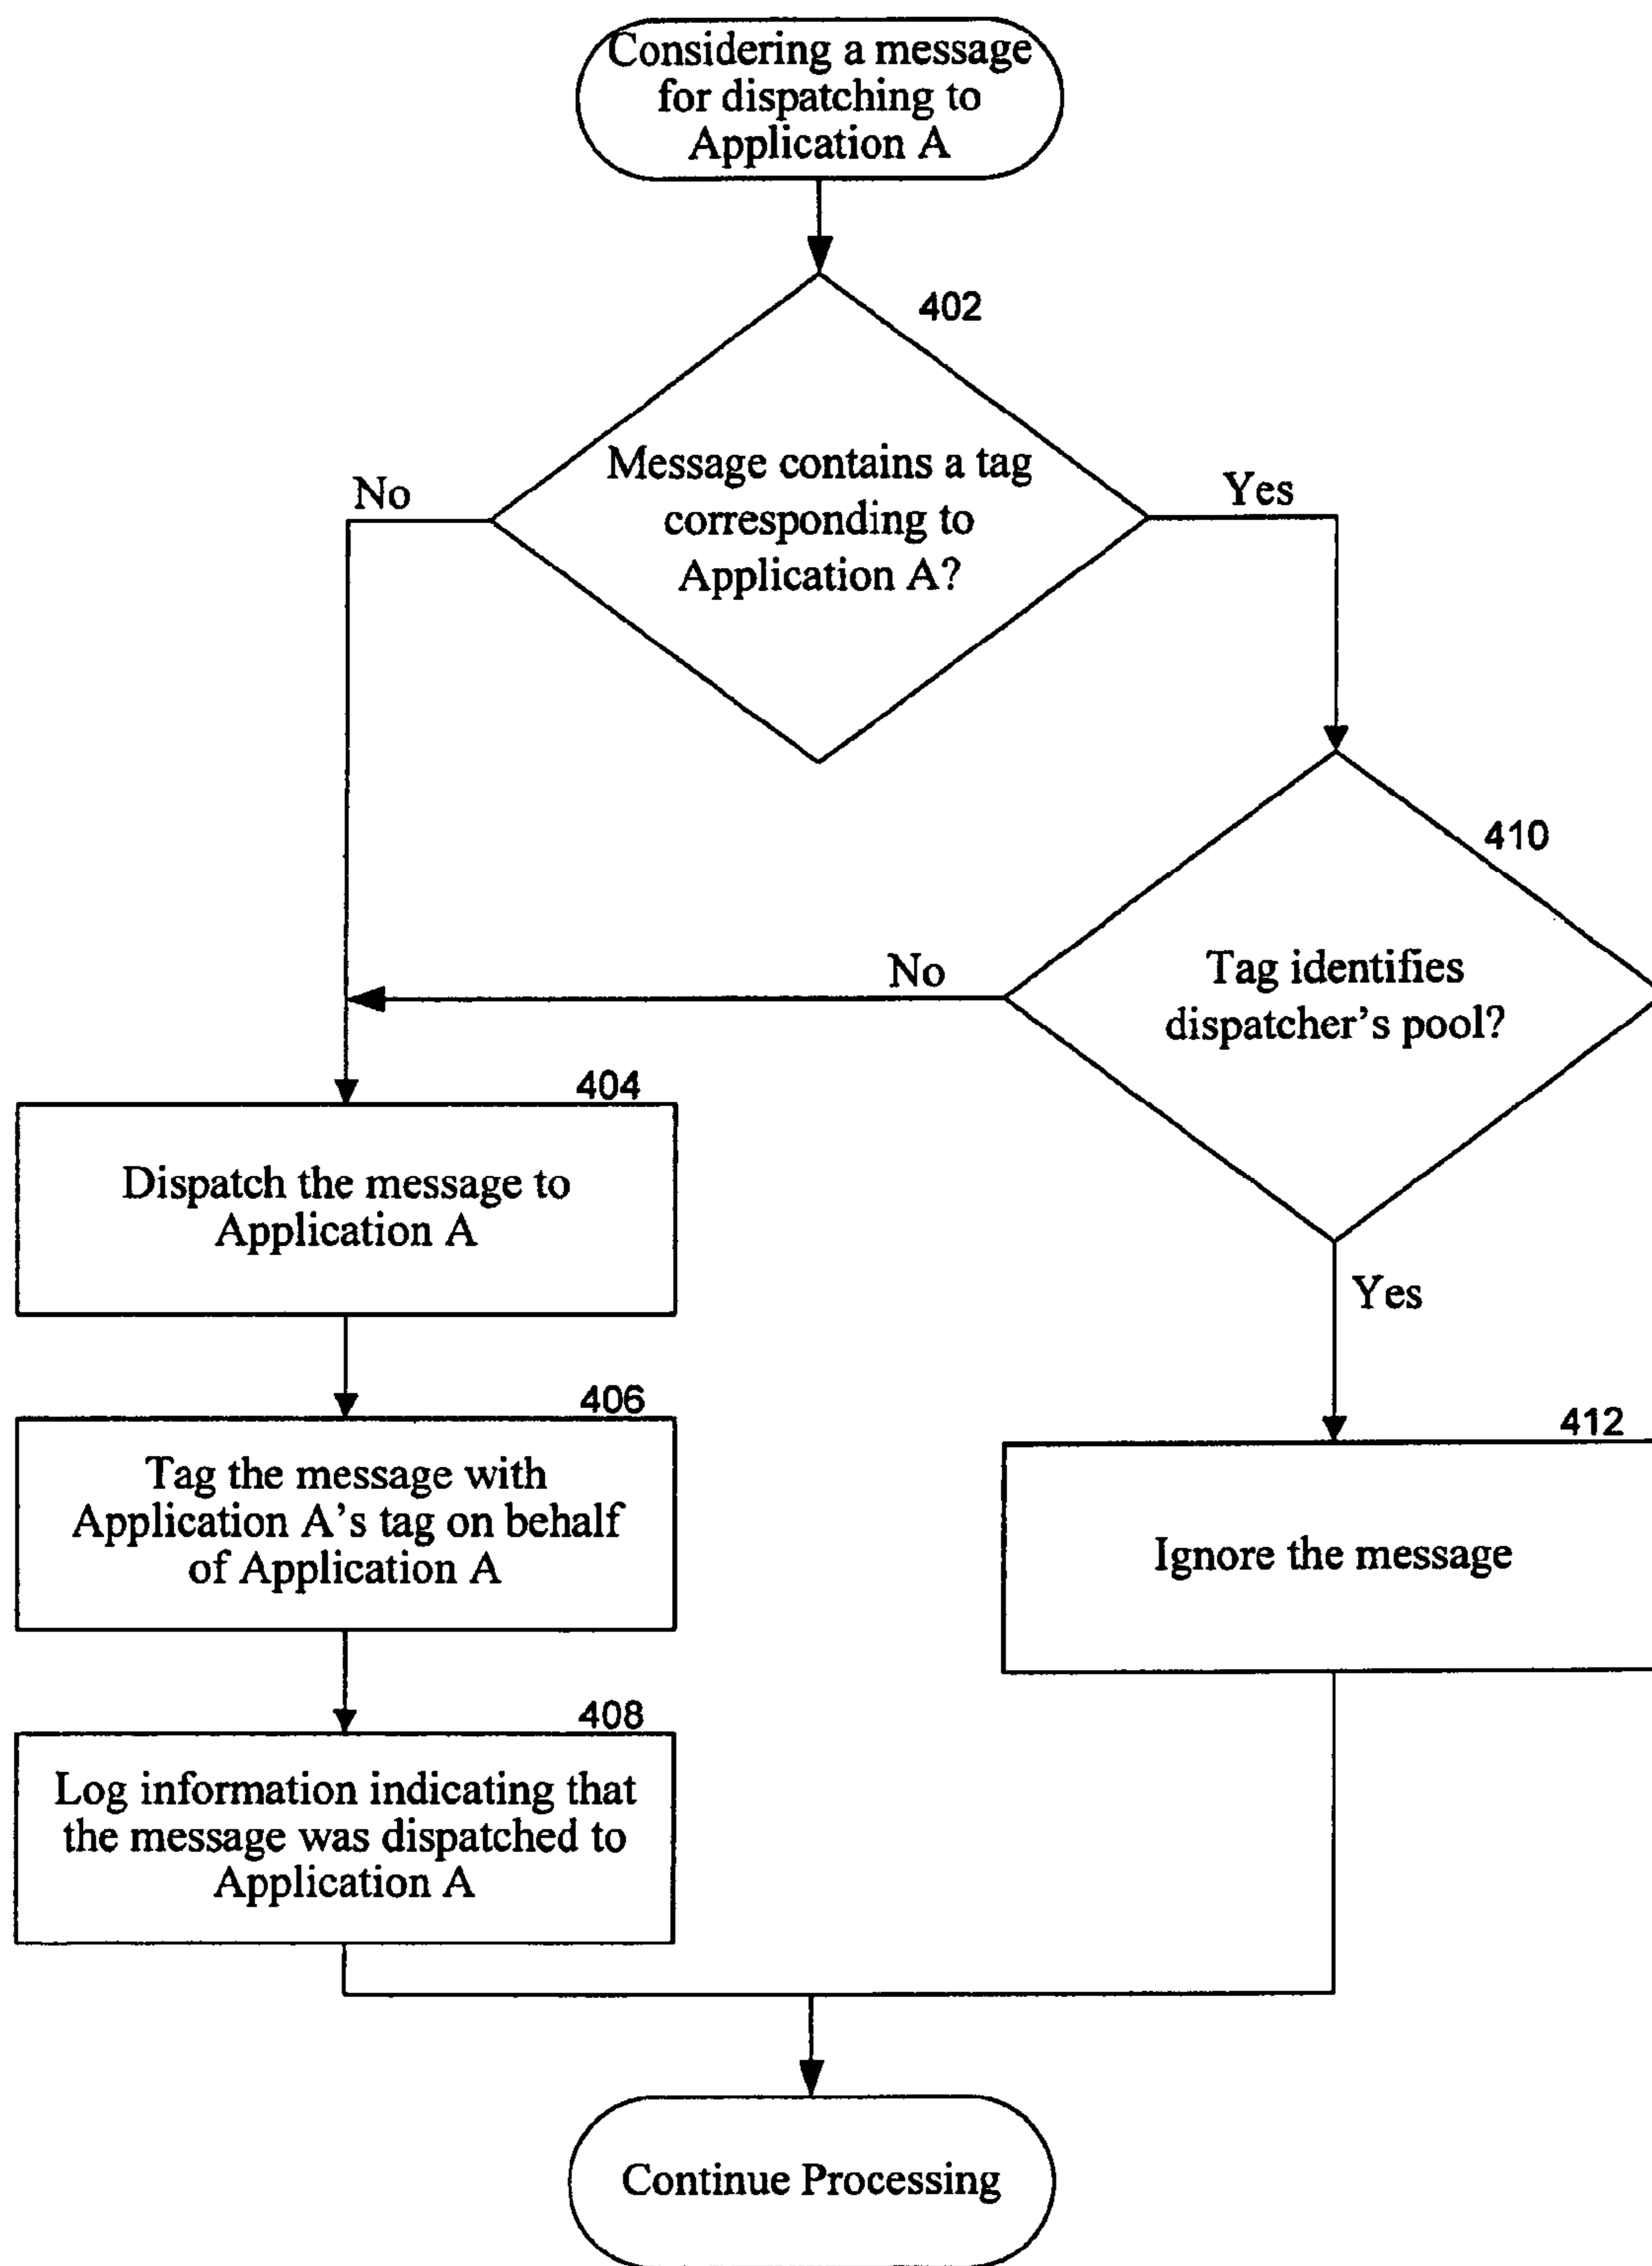 Considering a message
for dispatching to
Application A
402
Message contains a tag
corresponding to
Application A?
No
Yes
410
Tag identifies
dispatcher's pool?
No
Yes
404
Dispatch the message to
Application A
406
Tag the message with
Application A's tag on behalf
of Application A
412
Ignore the message
408
Log information indicating that
the message was dispatched to
Application A
Continue Processing